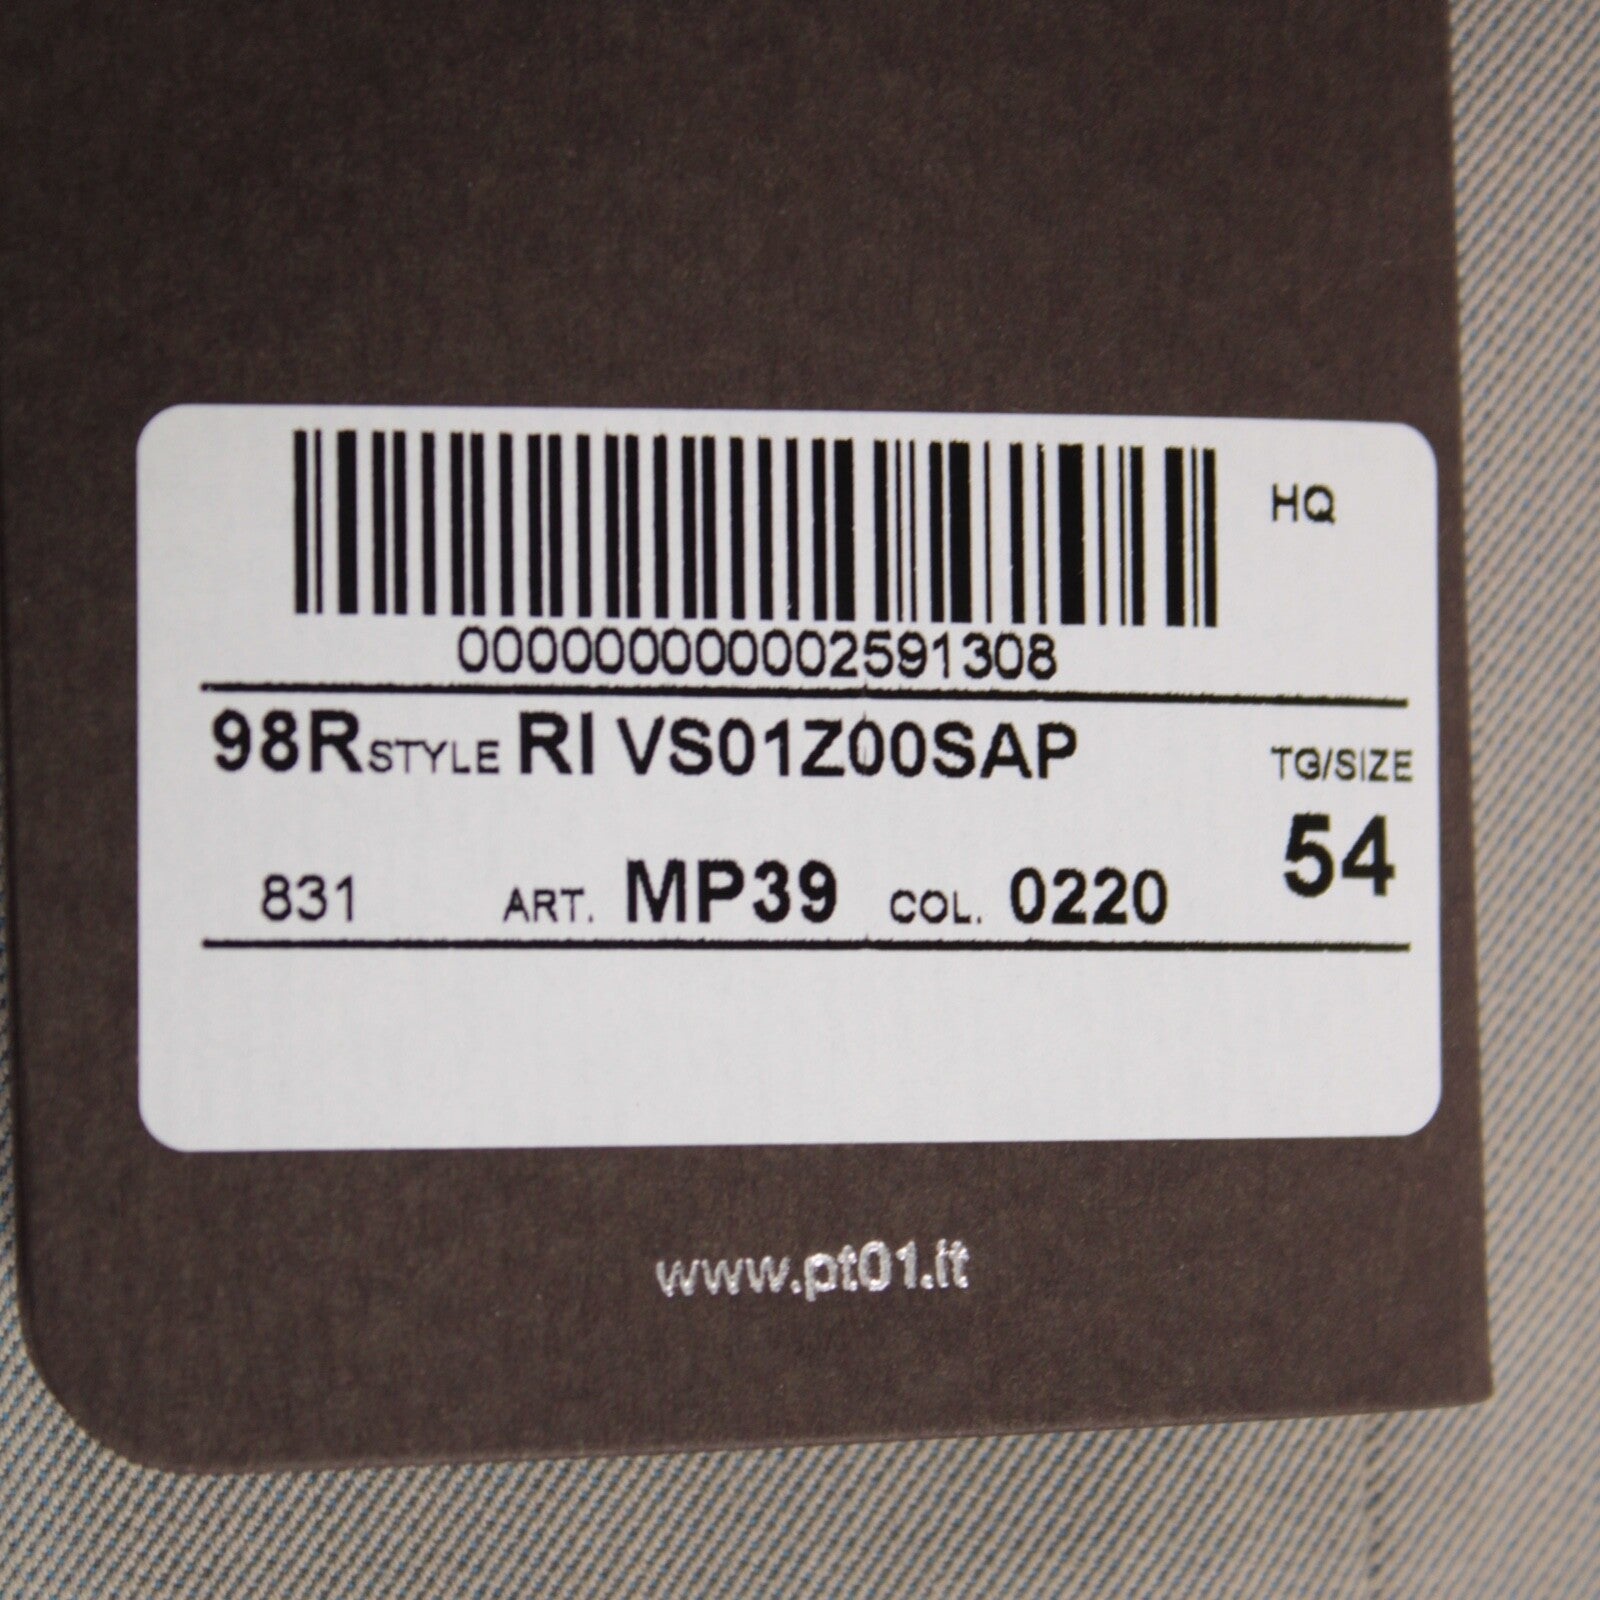 HQ
000000000002591308
98R STYLE RI VS01Z00SAP
TG/SIZE
54
831 ART. MP39 COL. 0220
www.pt01.it